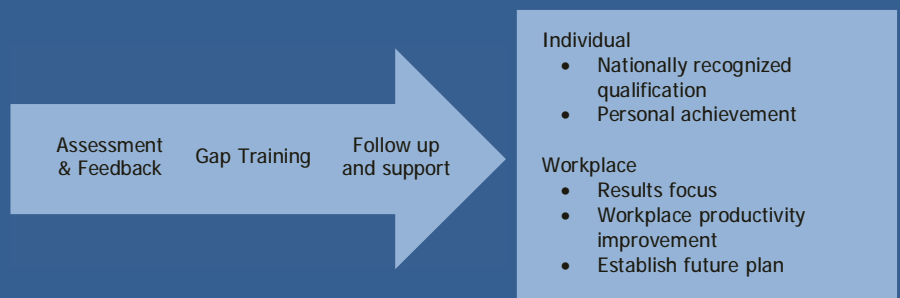 Assessment
& Feedback
Gap Training
Follow up
and support
Individual
• Nationally recognized
qualification
• Personal achievement
Workplace
• Results focus
• Workplace productivity
improvement
• Establish future plan